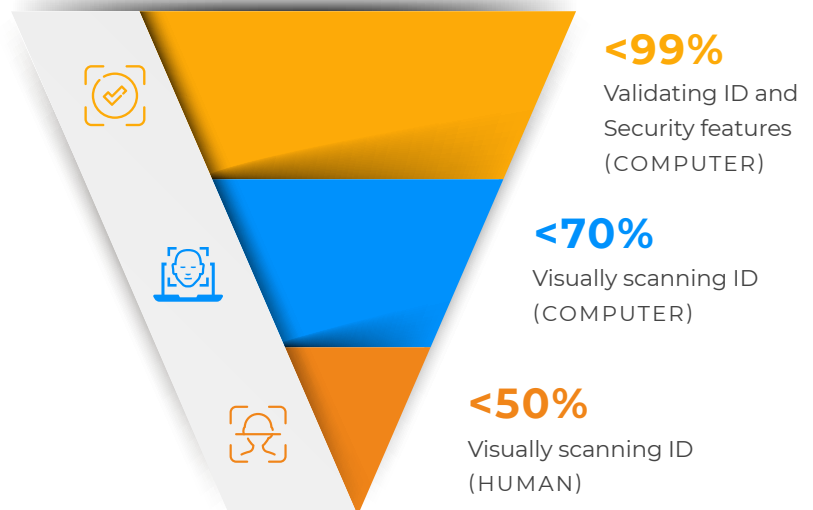 <99%
Validating ID and
Security features
(COMPUTER)
<70%
Visually scanning ID
(COMPUTER)
<50%
Visually scanning ID
(HUMAN)